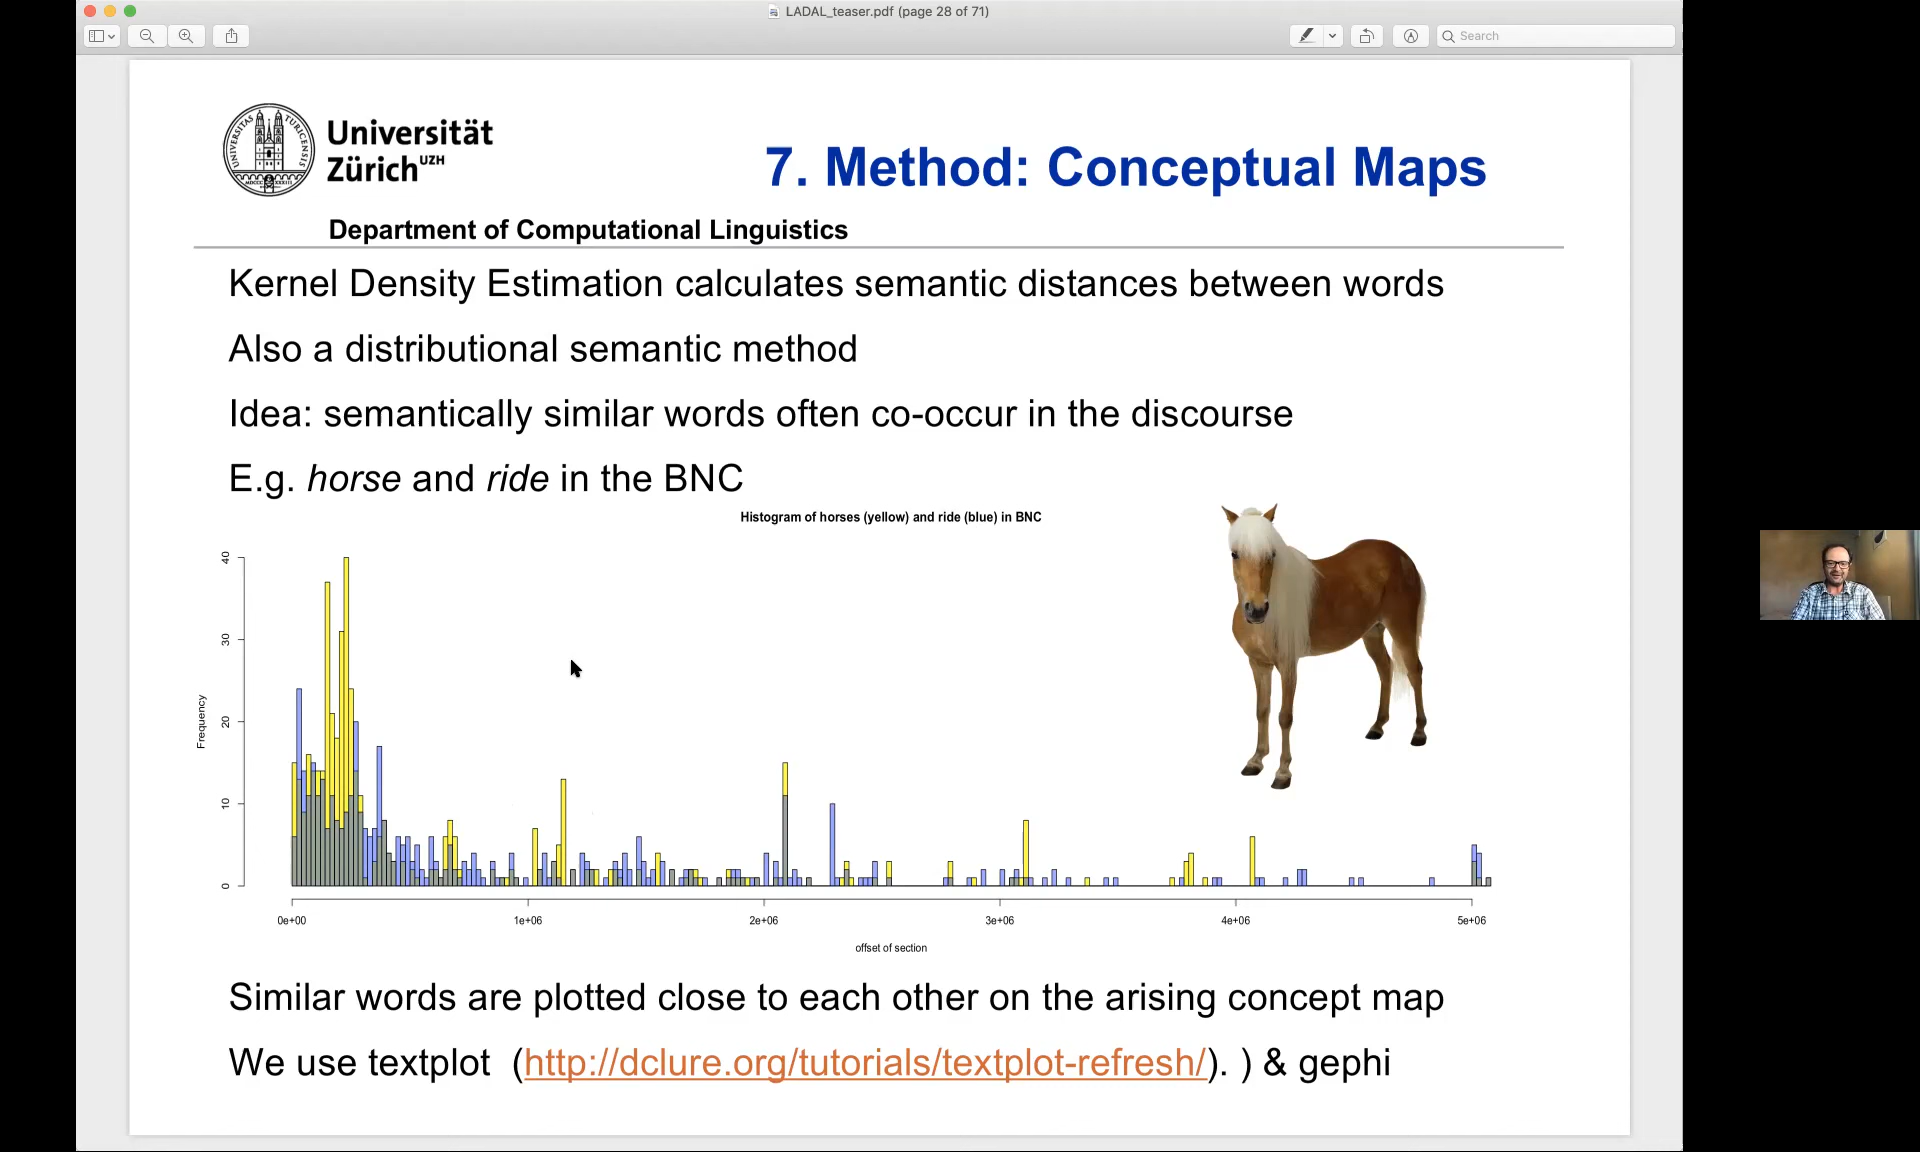 LADAL_teaser.pdf (page 28 of 71)
Search
Universität
Zürich UZH
7. Method: Conceptual Maps
Department of Computational Linguistics
Kernel Density Estimation calculates semantic distances between words
Also a distributional semantic method
Idea: semantically similar words often co-occur in the discourse
E.g. horse and ride in the BNC
Histogram of horses (yellow) and ride (blue) in BNC
40
30
20
10
0
Frequency
0e+00 1e+06 2e+06 3e+06 4e+06 5e+06
offset of section
Similar words are plotted close to each other on the arising concept map
We use textplot (http://dclure.org/tutorials/textplot-refresh/). ) & gephi